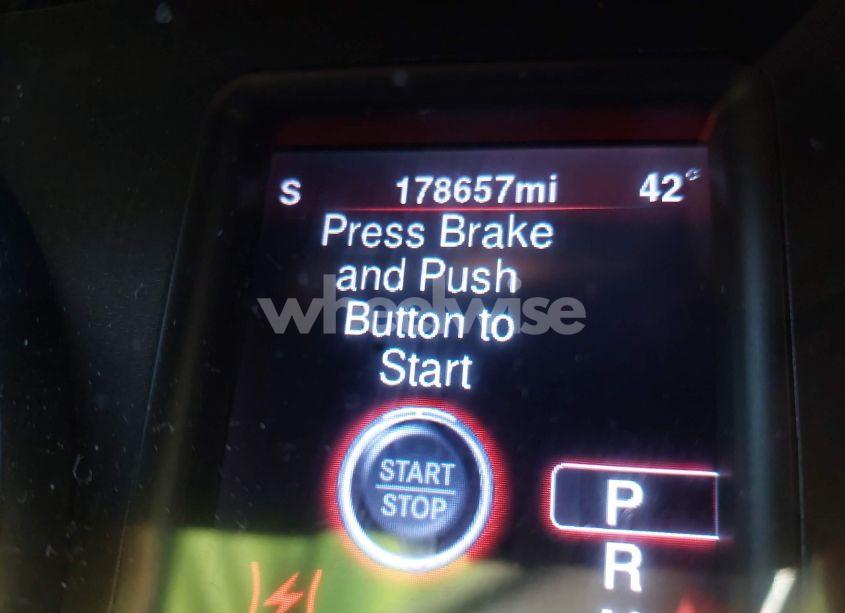 S 178657mi 42°
Press Brake
and Push
Button to
Start
wheelwise
START
STOP
P
R